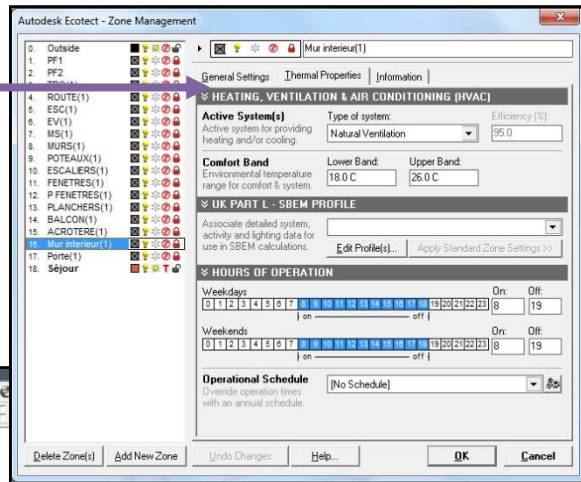 Autodesk Ecotect - Zone Management
0. Outside
1. PF1
2. PF2
4. ROUTE(1)
5. ESC(1)
6. EV(1)
7. MS(1)
8. MURS(1)
9. POTEAUX(1)
10. ESCALIERS(1)
11. FENETRES(1)
12. P FENETRES(1)
13. PLANCHERS(1)
14. BALCON(1)
15. ACROTERE(1)
16. Mur interieur(1)
17. Porte(1)
18. Séjour
Delete Zone(s) Add New Zone
Mur interieur(1)
General Settings Thermal Properties Information
HEATING, VENTILATION & AIR CONDITIONING (HVAC)
Active System(s) Type of system: Efficiency (%):
Active system for providing
heating and/or cooling. Natural Ventilation 95.0
Comfort Band Lower Band: Upper Band:
Environmental temperature
range for comfort & system. 18.0 C 26.0 C
UK PART L - SBEM PROFILE
Associate detailed system,
activity and lighting data for
use in SBEM calculations. Edit Profile(s)... Apply Standard Zone Settings >>
HOURS OF OPERATION
Weekdays On: Off:
0 1 2 3 4 5 6 7 8 9 10 11 12 13 14 15 16 17 18 19 20 21 22 23 8 19
on off
Weekends On: Off:
0 1 2 3 4 5 6 7 8 9 10 11 12 13 14 15 16 17 18 19 20 21 22 23 8 19
on off
Operational Schedule [No Schedule]
Override operation times
with an annual schedule.
Undo Changes Help... OK Cancel